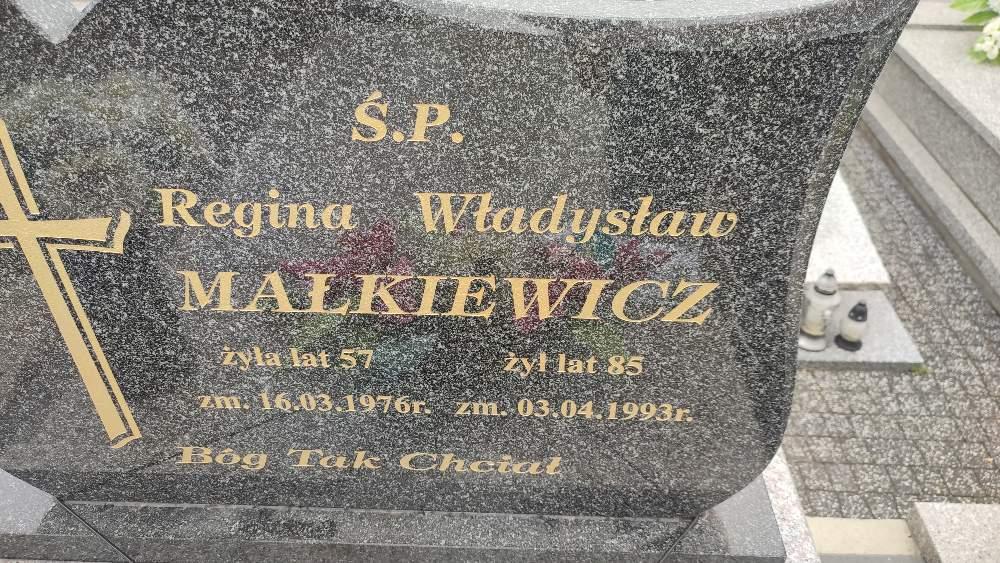 Ś.P.
Regina Władysław
MAŁKIEWICZ
żyła lat 57 żył lat 85
zm. 16.03.1976r. zm. 03.04.1993r.
Bóg Tak Chciał